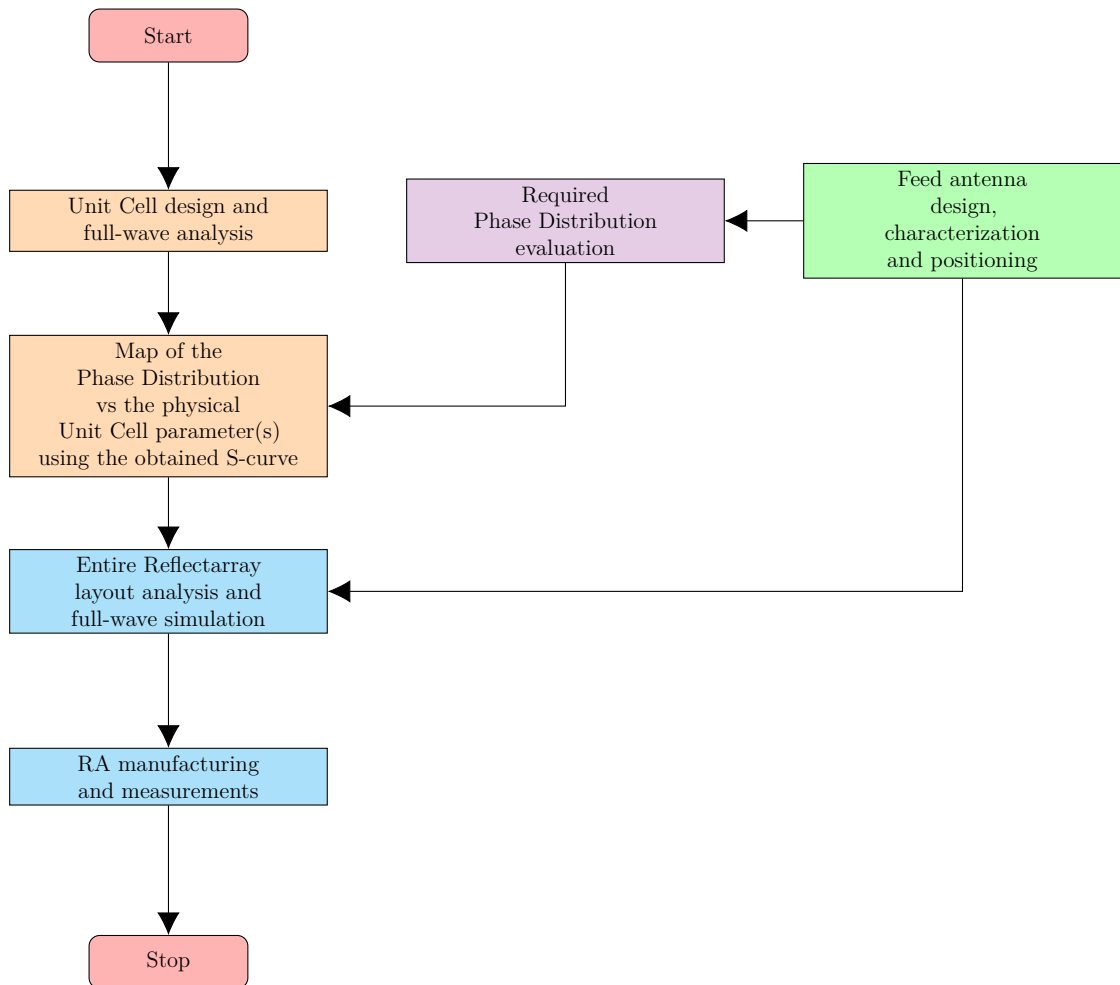 Start
Unit Cell design and
full-wave analysis
Required
Phase Distribution
evaluation
Feed antenna
design,
characterization
and positioning
Map of the
Phase Distribution
vs the physical
Unit Cell parameter(s)
using the obtained S-curve
Entire Reflectarray
layout analysis and
full-wave simulation
RA manufacturing
and measurements
Stop